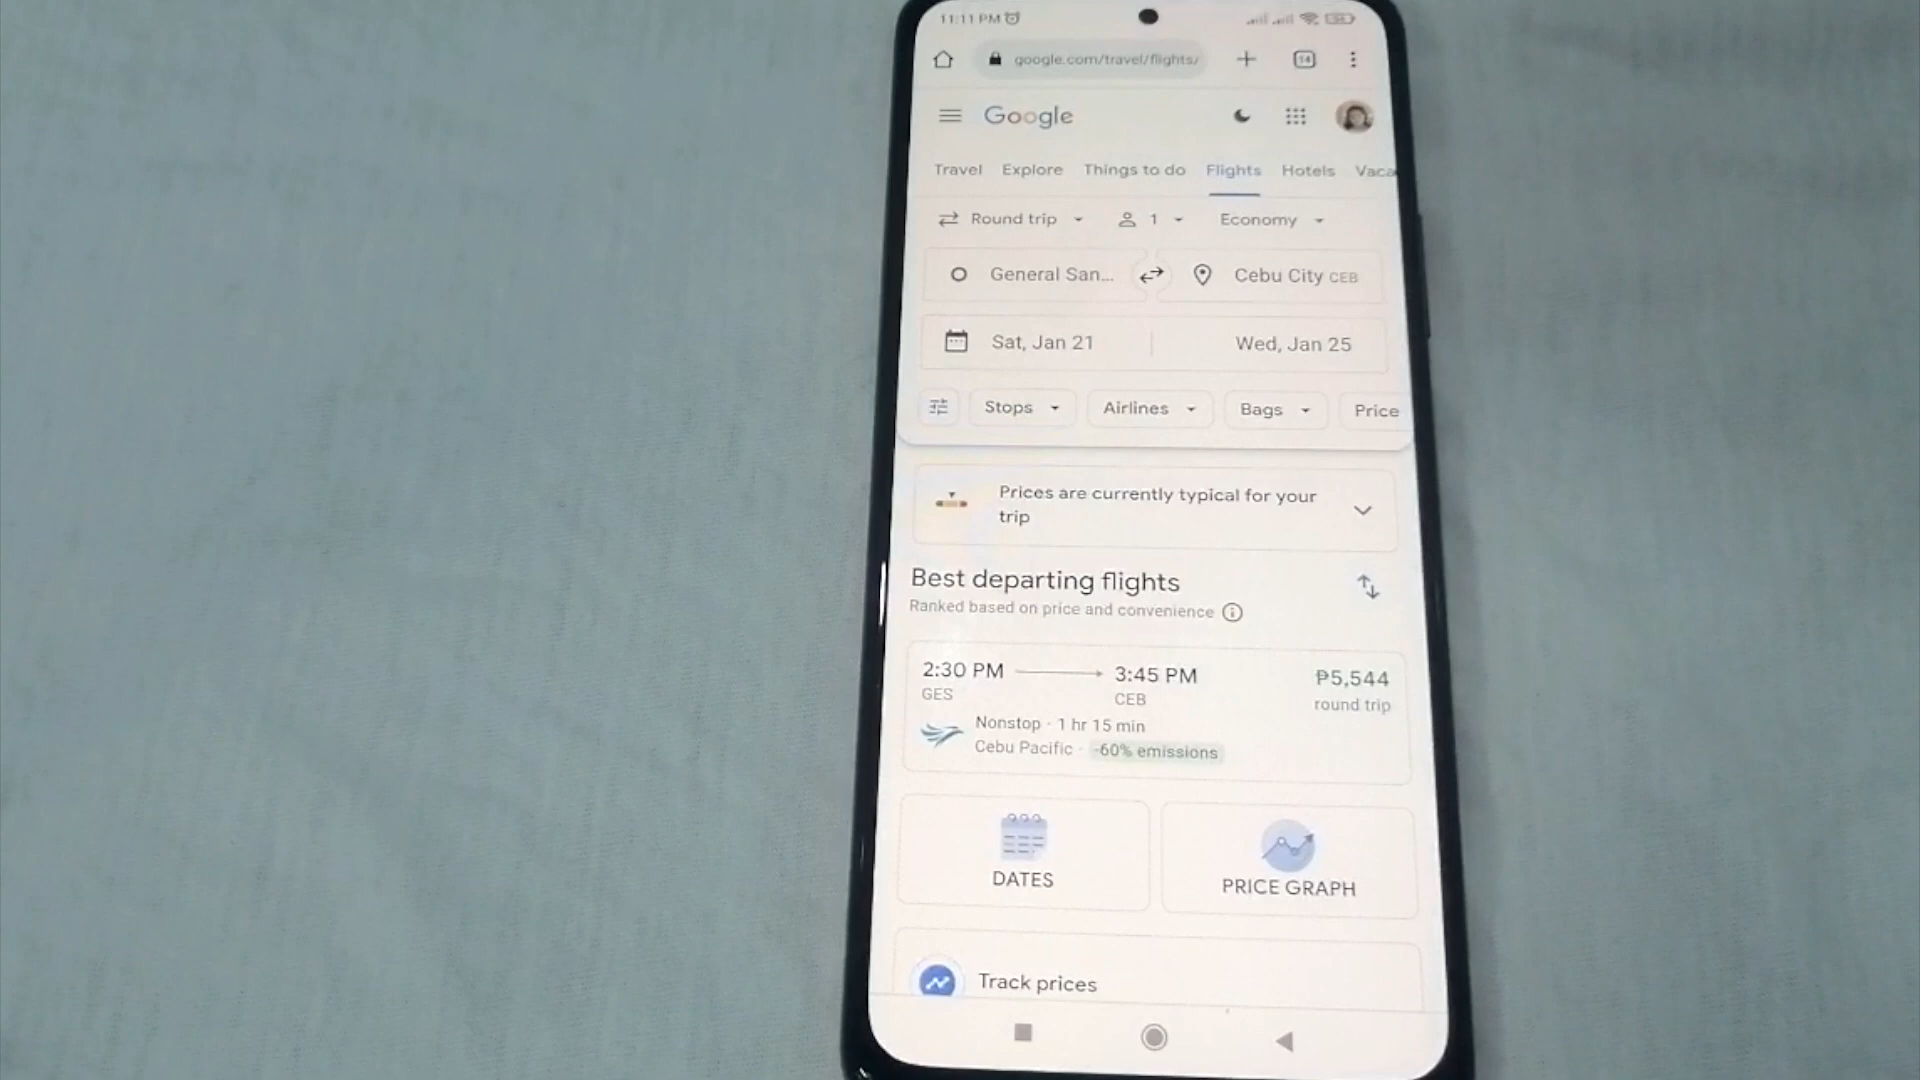 11:11 PM
google.com/travel/flights/
14
Google
Travel Explore Things to do Flights Hotels Vaca
Round trip 1 Economy
General San... Cebu City CEB
Sat, Jan 21 Wed, Jan 25
Stops Airlines Bags Price
Prices are currently typical for your
trip
Best departing flights
Ranked based on price and convenience
2:30 PM 3:45 PM ₱5,544
GES CEB round trip
Nonstop · 1 hr 15 min
Cebu Pacific · -60% emissions
DATES PRICE GRAPH
Track prices